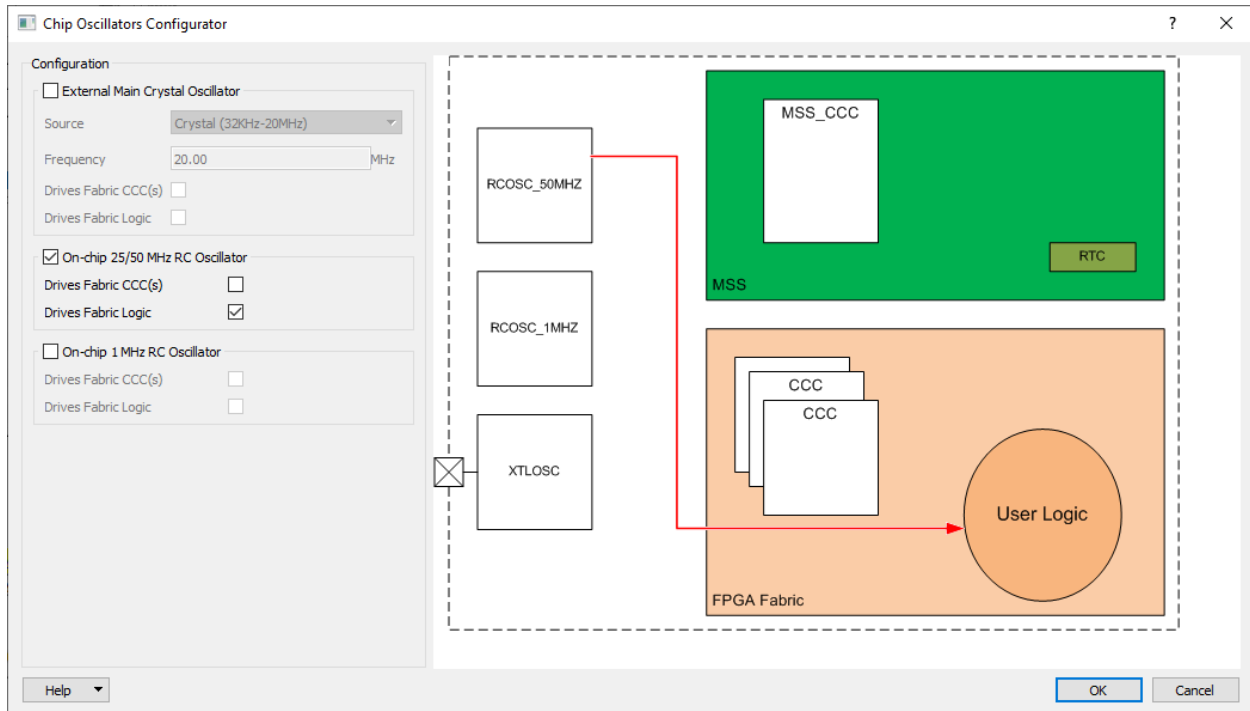 Chip Oscillators Configurator
?
Configuration
External Main Crystal Oscillator
Source
Crystal (32KHz-20MHz)
Frequency
20.00
MHz
Drives Fabric CCC(s)
Drives Fabric Logic
On-chip 25/50 MHz RC Oscillator
Drives Fabric CCC(s)
Drives Fabric Logic
On-chip 1 MHz RC Oscillator
Drives Fabric CCC(s)
Drives Fabric Logic
RCOSC_50MHZ
RCOSC_1MHZ
XTLOSC
MSS_CCC
RTC
MSS
CCC
CCC
User Logic
FPGA Fabric
Help
OK
Cancel